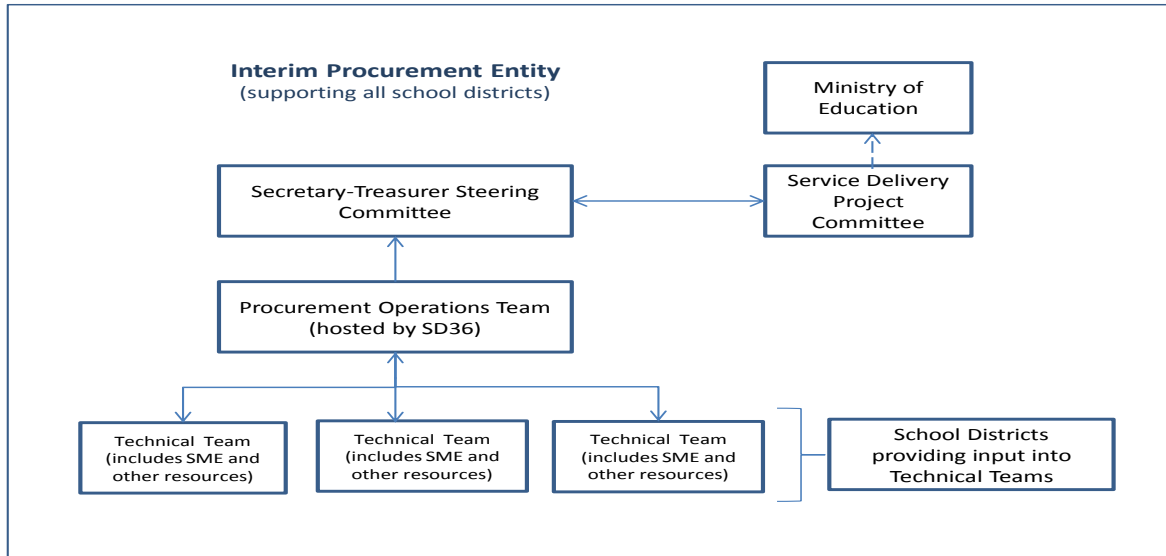 Interim Procurement Entity
(supporting all school districts)
Ministry of
Education
Secretary-Treasurer Steering
Committee
Service Delivery
Project
Committee
Procurement Operations Team
(hosted by SD36)
Technical Team
(includes SME and
other resources)
Technical Team
(includes SME and
other resources)
Technical Team
(includes SME and
other resources)
School Districts
providing input into
Technical Teams